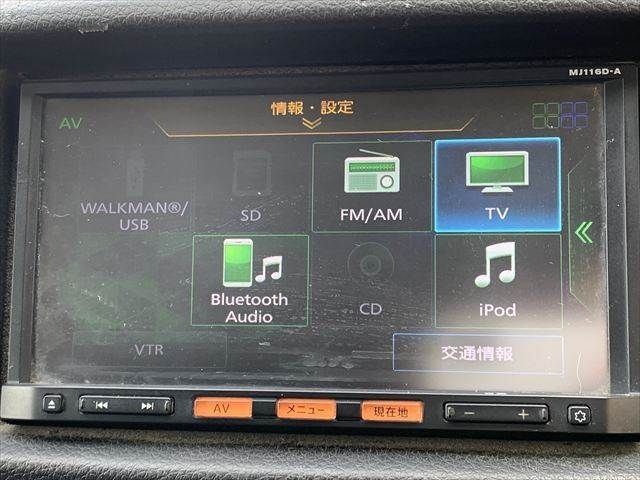 MJ116D-A
情報・設定
AV
WALKMAN®/
USB
SD
FM/AM
TV
Bluetooth
Audio
CD
iPod
VTR
交通情報
AV
メニュー
現在地